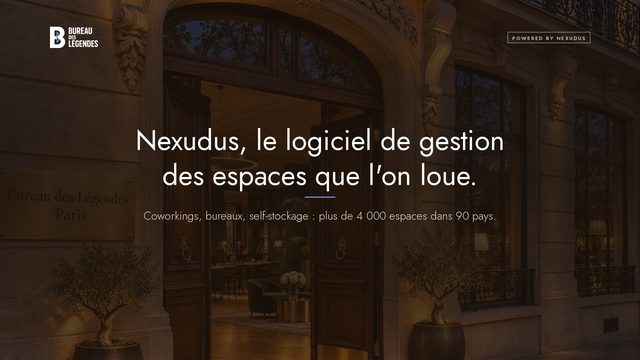 BUREAU
DES
LÉGENDES
POWERED BY NEXUDUS
Nexudus, le logiciel de gestion
des espaces que l'on loue.
Bureau des Légendes
Paris
Coworkings, bureaux, self-stockage : plus de 4 000 espaces dans 90 pays.